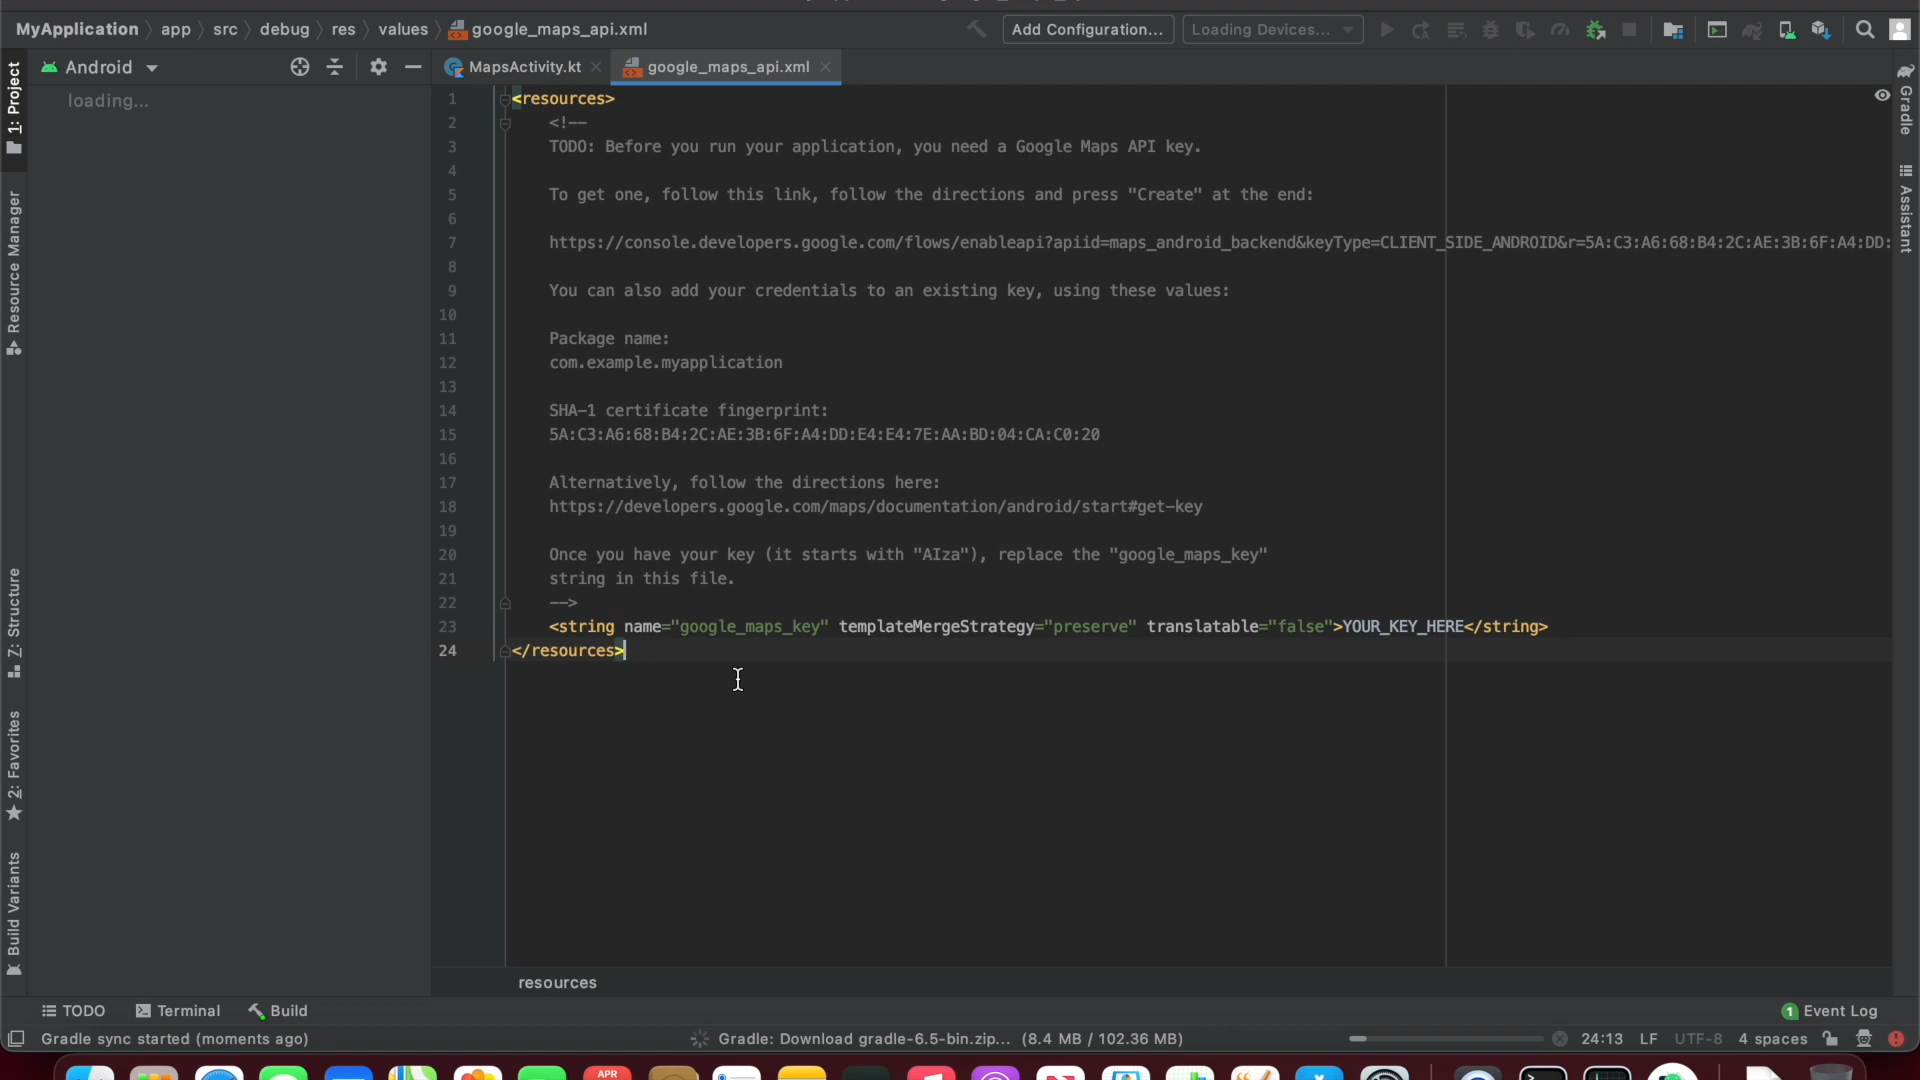 MyApplication app src debug res values google_maps_api.xml Add Configuration... Loading Devices...
1: Project
Android
MapsActivity.kt google_maps_api.xml
loading...
Resource Manager
7: Structure
2: Favorites
Build Variants
1 <resources>
2 <!--
3 TODO: Before you run your application, you need a Google Maps API key.
4
5 To get one, follow this link, follow the directions and press "Create" at the end:
6
7 https://console.developers.google.com/flows/enableapi?apiid=maps_android_backend&keyType=CLIENT_SIDE_ANDROID&r=5A:C3:A6:68:B4:2C:AE:3B:6F:A4:DD:
8
9 You can also add your credentials to an existing key, using these values:
10
11 Package name:
12 com.example.myapplication
13
14 SHA-1 certificate fingerprint:
15 5A:C3:A6:68:B4:2C:AE:3B:6F:A4:DD:E4:E4:7E:AA:BD:04:CA:C0:20
16
17 Alternatively, follow the directions here:
18 https://developers.google.com/maps/documentation/android/start#get-key
19
20 Once you have your key (it starts with "AIza"), replace the "google_maps_key"
21 string in this file.
22 -->
23 <string name="google_maps_key" templateMergeStrategy="preserve" translatable="false">YOUR_KEY_HERE</string>
24 </resources>
Gradle
Assistant
resources
TODO Terminal Build 1 Event Log
Gradle sync started (moments ago) Gradle: Download gradle-6.5-bin.zip... (8.4 MB / 102.36 MB) 24:13 LF UTF-8 4 spaces
APR